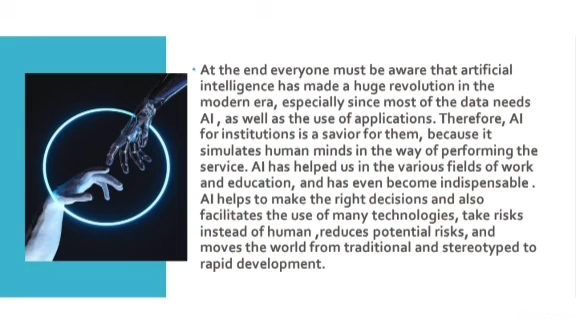 • At the end everyone must be aware that artificial
intelligence has made a huge revolution in the
modern era, especially since most of the data needs
AI , as well as the use of applications. Therefore, AI
for institutions is a savior for them, because it
simulates human minds in the way of performing the
service. AI has helped us in the various fields of work
and education, and has even become indispensable .
AI helps to make the right decisions and also
facilitates the use of many technologies, take risks
instead of human ,reduces potential risks, and
moves the world from traditional and stereotyped to
rapid development.